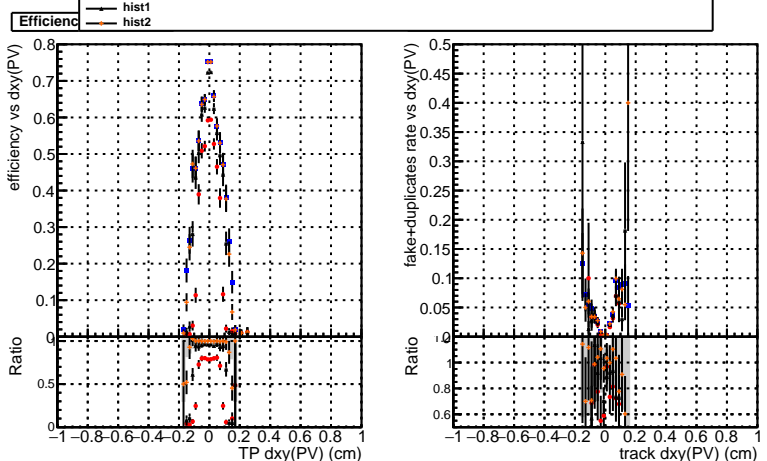 hist1
Efficienc
hist2
efficiency vs dxy(PV)
0.8
0.7
0.6
0.5
0.4
0.3
0.2
0.1
0
Ratio
1
0.5
0
−1 −0.8 −0.6 −0.4 −0.2 0 0.2 0.4 0.6 0.8 1
TP dxy(PV) (cm)
fake+duplicates rate vs dxy(PV)
0.5
0.45
0.4
0.35
0.3
0.25
0.2
0.15
0.1
0.05
Ratio
1
0.8
0.6
−1 −0.8 −0.6 −0.4 −0.2 0 0.2 0.4 0.6 0.8 1
track dxy(PV) (cm)